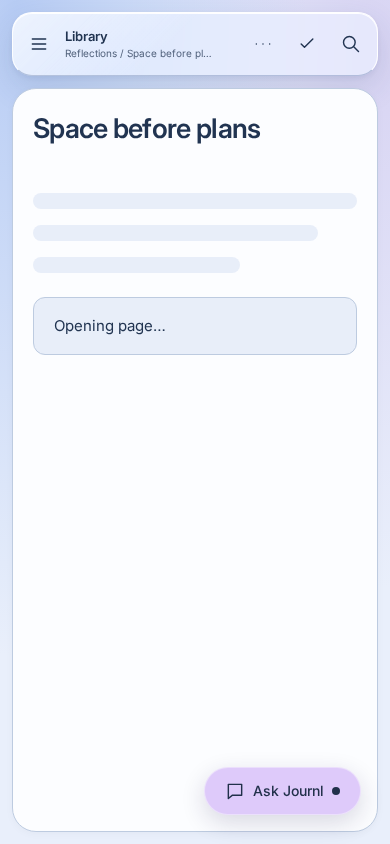 Library
Reflections / Space before pl...
...
Space before plans
Opening page...
Ask Journl